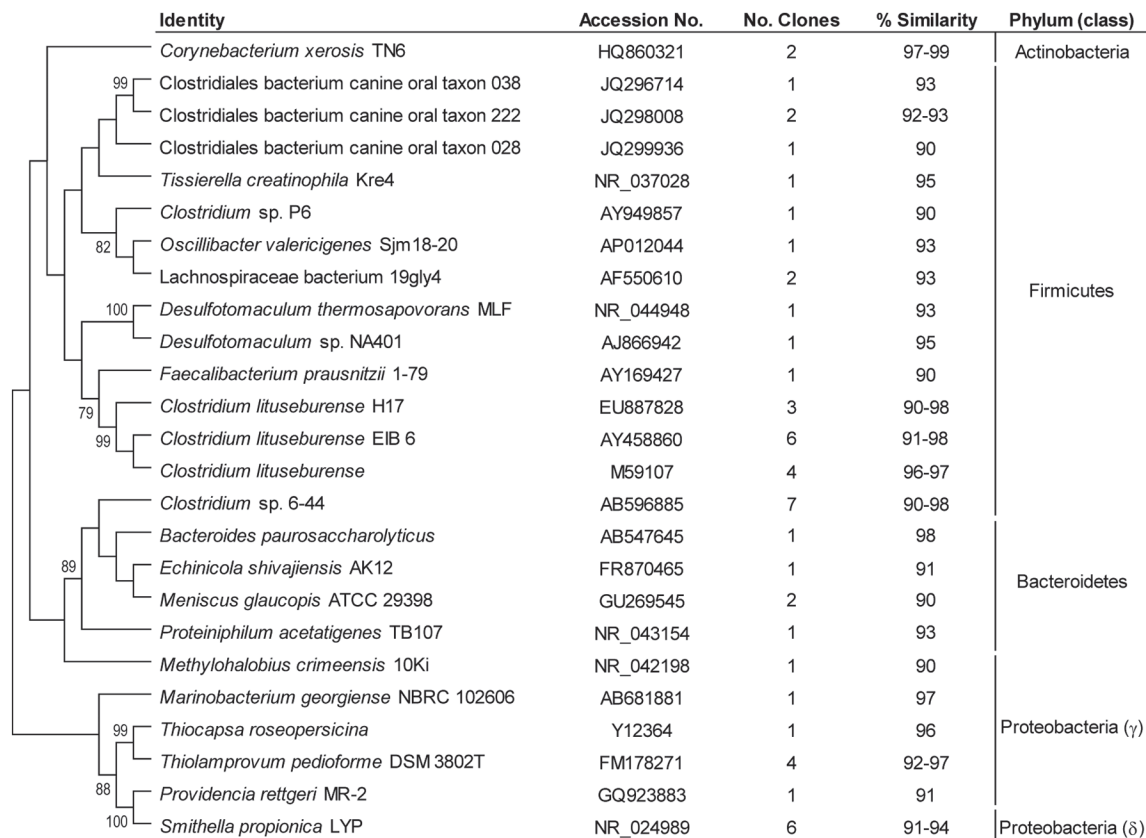 Identity Accession No. No. Clones % Similarity Phylum (class)
Corynebacterium xerosis TN6 HQ860321 2 97-99 Actinobacteria
99 Clostridiales bacterium canine oral taxon 038 JQ296714 1 93
Clostridiales bacterium canine oral taxon 222 JQ298008 2 92-93
Clostridiales bacterium canine oral taxon 028 JQ299936 1 90
Tissierella creatinophila Kre4 NR_037028 1 95
Clostridium sp. P6 AY949857 1 90
82 Oscillibacter valericigenes Sjm18-20 AP012044 1 93
Lachnospiraceae bacterium 19gly4 AF550610 2 93
Firmicutes
100 Desulfotomaculum thermosapovorans MLF NR_044948 1 93
Desulfotomaculum sp. NA401 AJ866942 1 95
Faecalibacterium prausnitzii 1-79 AY169427 1 90
79 Clostridium lituseburense H17 EU887828 3 90-98
99 Clostridium lituseburense EIB 6 AY458860 6 91-98
Clostridium lituseburense M59107 4 96-97
Clostridium sp. 6-44 AB596885 7 90-98
Bacteroides paurosaccharolyticus AB547645 1 98
89 Echinicola shivajiensis AK12 FR870465 1 91
Bacteroidetes
Meniscus glaucopis ATCC 29398 GU269545 2 90
Proteiniphilum acetatigenes TB107 NR_043154 1 93
Methylohalobius crimeensis 10Ki NR_042198 1 90
Marinobacterium georgiense NBRC 102606 AB681881 1 97
99 Thiocapsa roseopersicina Y12364 1 96 Proteobacteria (γ)
Thiolamprovum pedioforme DSM 3802T FM178271 4 92-97
88 Providencia rettgeri MR-2 GQ923883 1 91
100 Smithella propionica LYP NR_024989 6 91-94 Proteobacteria (δ)